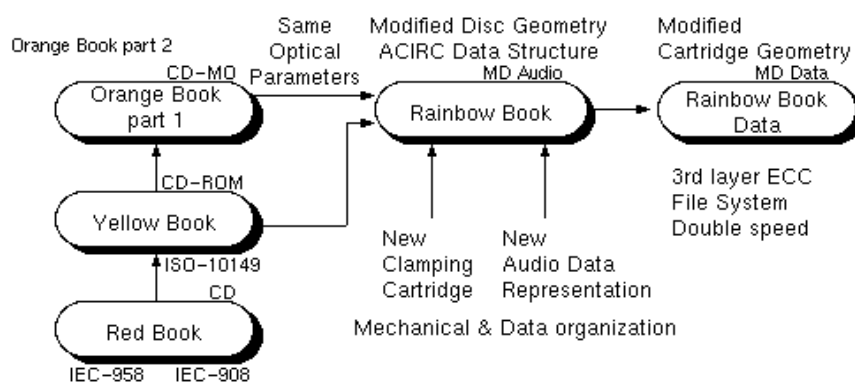 Orange Book part 2
Same
Optical
Parameters
Modified Disc Geometry
ACIRC Data Structure
Modified
Cartridge Geometry
CD-MO
Orange Book
part 1
MD Audio
Rainbow Book
MD Data
Rainbow Book
Data
CD-ROM
Yellow Book
ISO-10149
3rd layer ECC
File System
Double speed
New
Clamping
Cartridge
New
Audio Data
Representation
Mechanical & Data organization
CD
Red Book
IEC-958
IEC-908